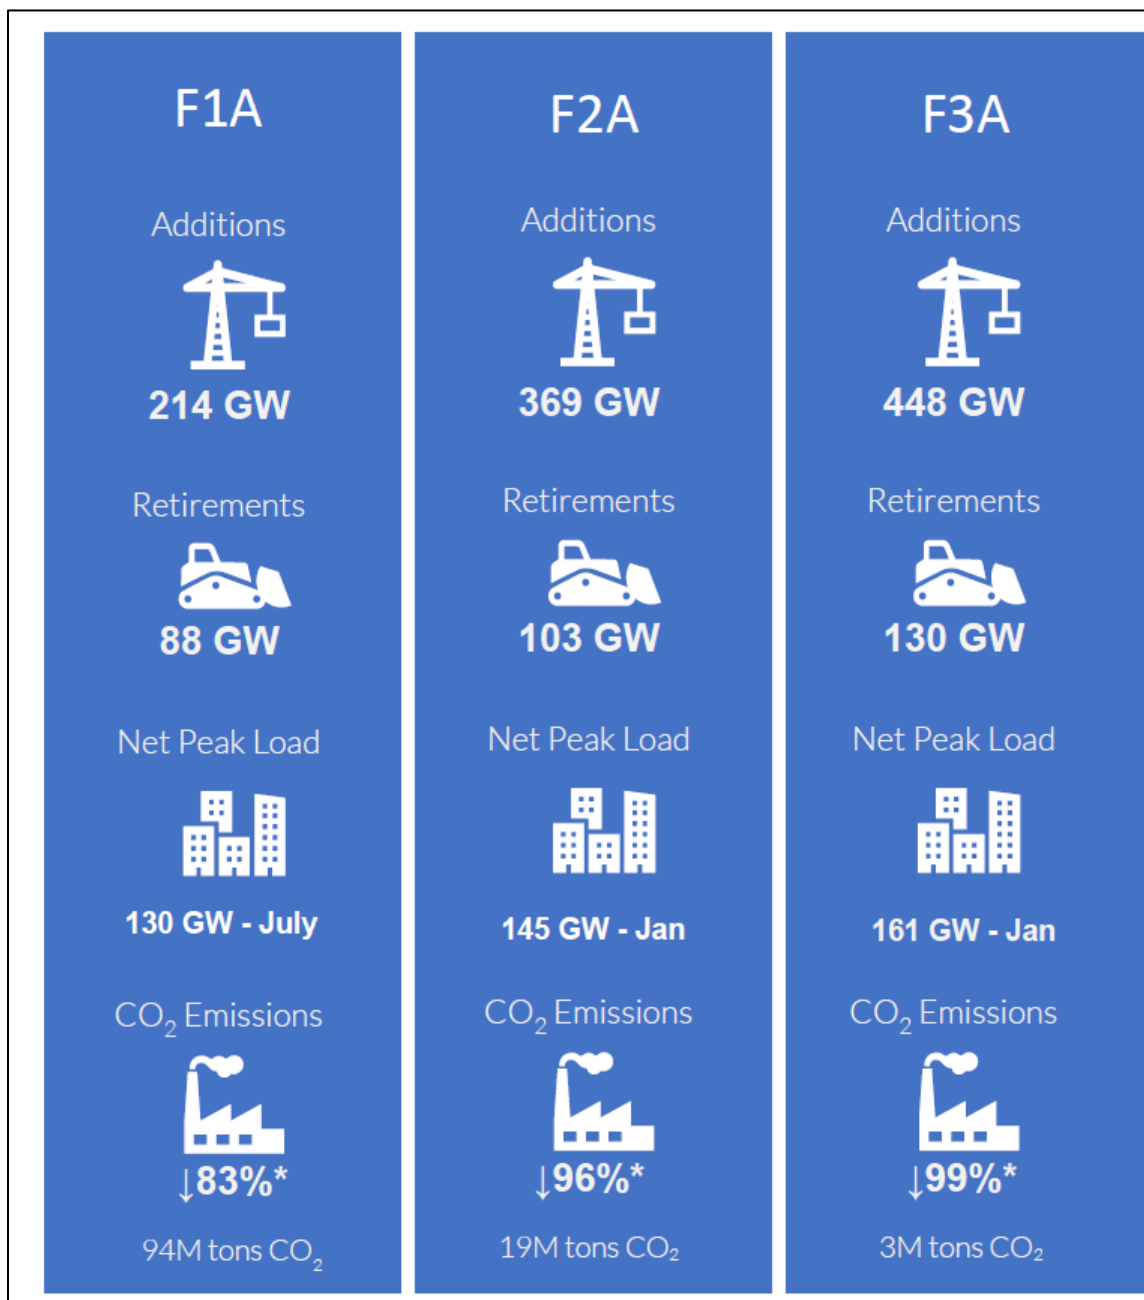 F1A
Additions
214 GW
Retirements
88 GW
Net Peak Load
130 GW - July
CO₂ Emissions
↓83%*
94M tons CO₂
F2A
Additions
369 GW
Retirements
103 GW
Net Peak Load
145 GW - Jan
CO₂ Emissions
↓96%*
19M tons CO₂
F3A
Additions
448 GW
Retirements
130 GW
Net Peak Load
161 GW - Jan
CO₂ Emissions
↓99%*
3M tons CO₂